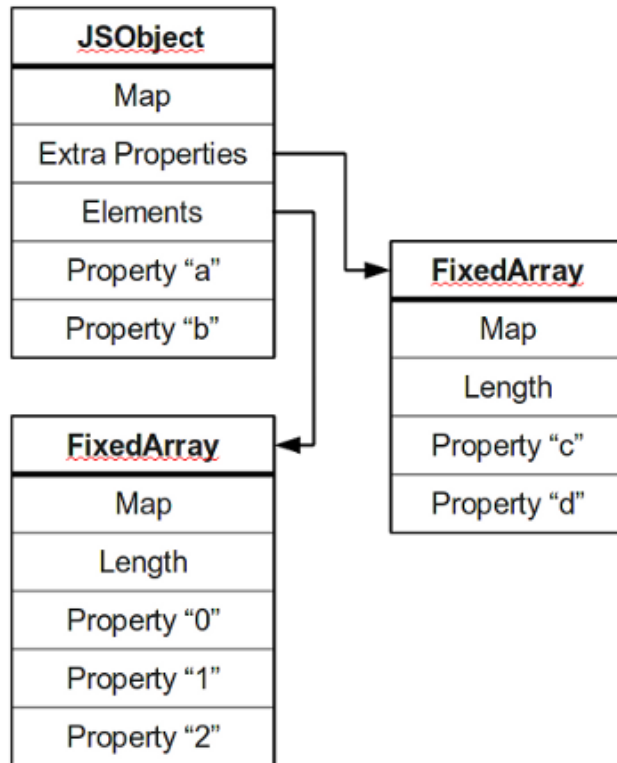 JSObject
Map
Extra Properties
Elements
Property “a”
Property “b”
FixedArray
Map
Length
Property “c”
Property “d”
FixedArray
Map
Length
Property “0”
Property “1”
Property “2”